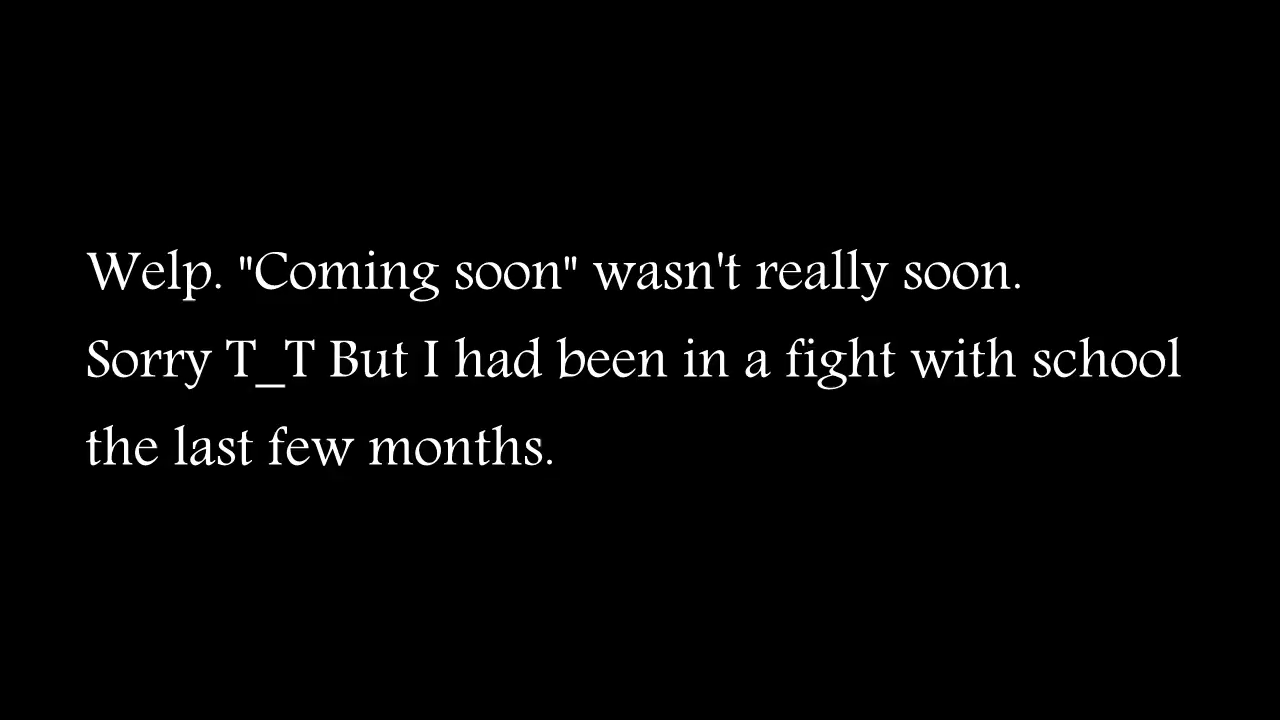 Welp. "Coming soon" wasn't really soon.
Sorry T_T But I had been in a fight with school
the last few months.